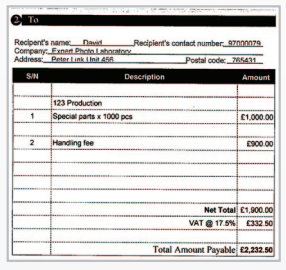 2 To
Recipent's name: David Recipient's contact number: 97000079
Company: Expert Photo Laboratory
Address: Peter Link Unit 456 Postal code: 765431
S/N Description Amount
123 Production
1 Special parts x 1000 pcs £1,000.00
2 Handling fee £900.00
Net Total £1,900.00
VAT @ 17.5% £332.50
Total Amount Payable £2,232.50